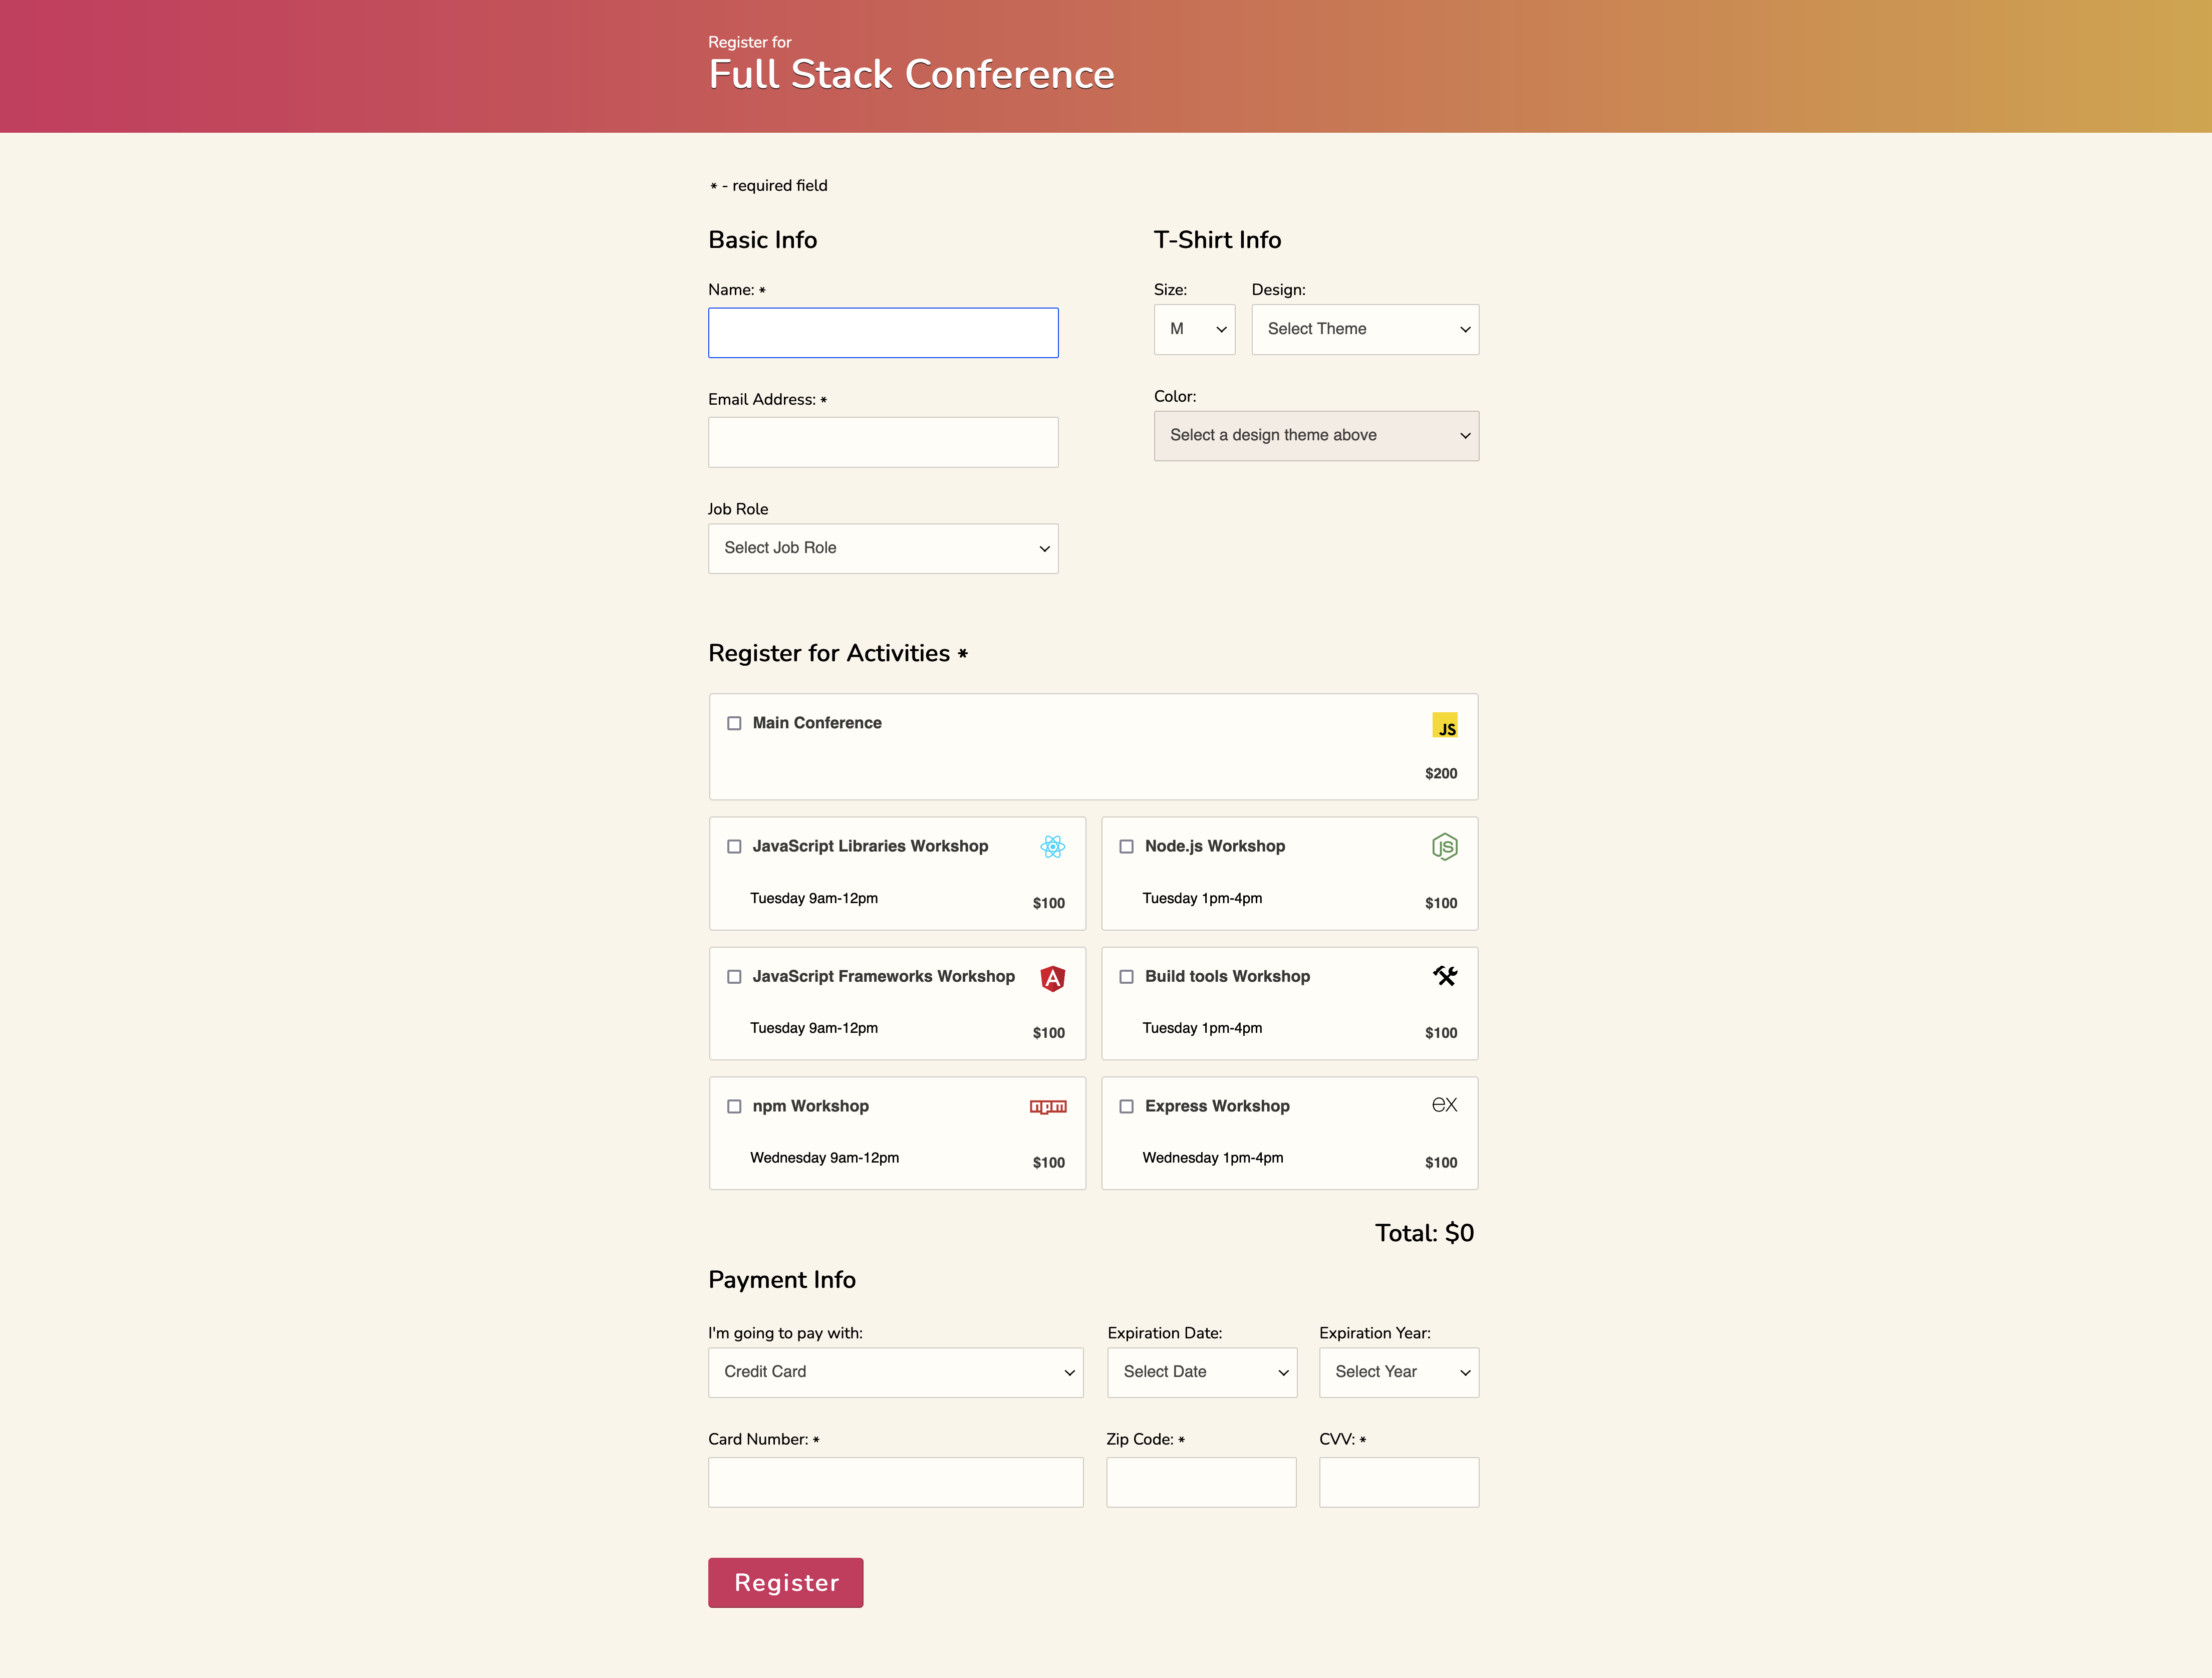 Register for
Full Stack Conference
* - required field
Basic Info
Name: *
Email Address: *
Job Role
Select Job Role
T-Shirt Info
Size:
Design:
M
Select Theme
Color:
Select a design theme above
Register for Activities *
Main Conference
JS
$200
JavaScript Libraries Workshop
Tuesday 9am-12pm
$100
Node.js Workshop
JS
Tuesday 1pm-4pm
$100
JavaScript Frameworks Workshop
A
Tuesday 9am-12pm
$100
Build tools Workshop
Tuesday 1pm-4pm
$100
npm Workshop
npm
Wednesday 9am-12pm
$100
Express Workshop
ex
Wednesday 1pm-4pm
$100
Total: $0
Payment Info
I'm going to pay with:
Credit Card
Expiration Date:
Select Date
Expiration Year:
Select Year
Card Number: *
Zip Code: *
CVV: *
Register